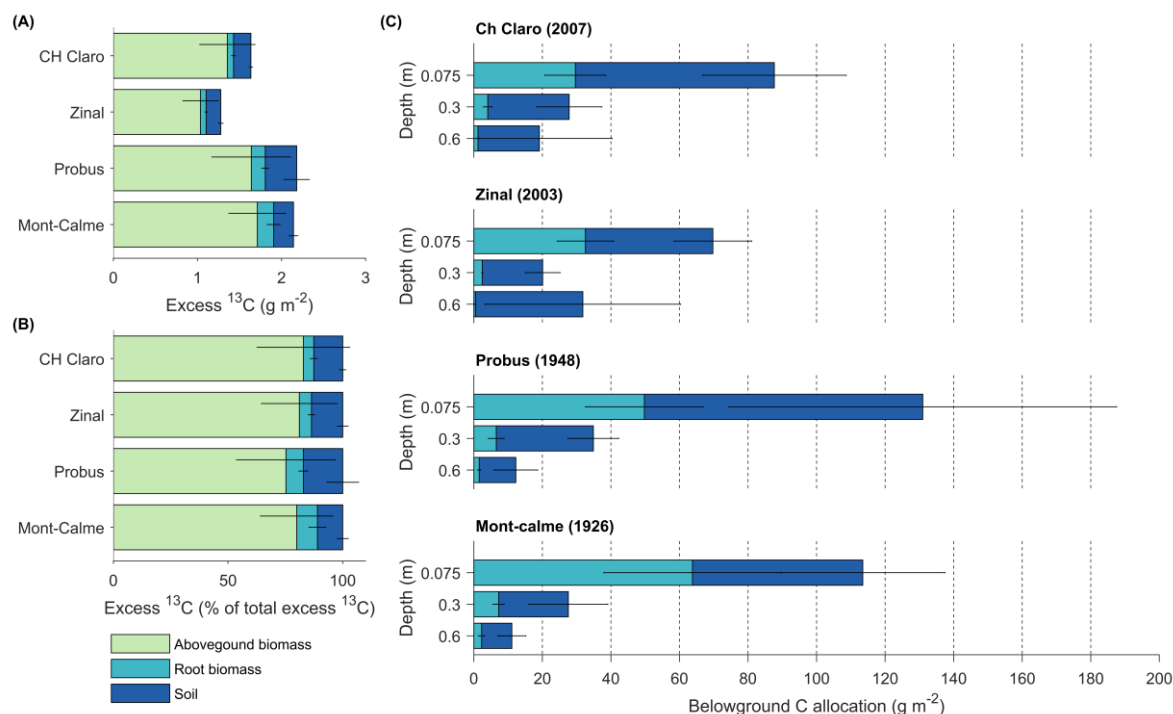 (A)
CH Claro
Zinal
Probus
Mont-Calme
0 1 2 3
Excess ¹³C (g m⁻²)
(B)
CH Claro
Zinal
Probus
Mont-Calme
0 50 100
Excess ¹³C (% of total excess ¹³C)
Abovegound biomass
Root biomass
Soil
(C)
Ch Claro (2007)
Depth (m)
0.075
0.3
0.6
Zinal (2003)
Depth (m)
0.075
0.3
0.6
Probus (1948)
Depth (m)
0.075
0.3
0.6
Mont-calme (1926)
Depth (m)
0.075
0.3
0.6
0 20 40 60 80 100 120 140 160 180 200
Belowground C allocation (g m⁻²)